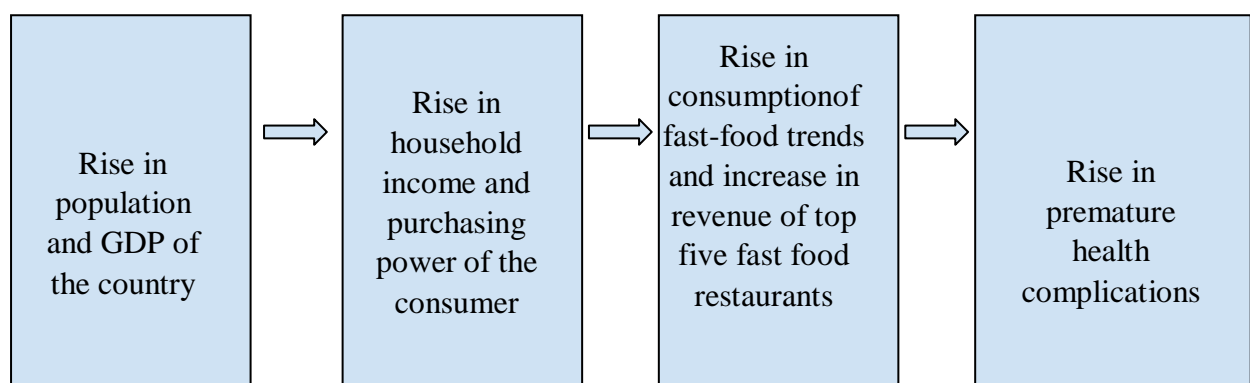 Rise in
population
and GDP of
the country
Rise in
household
income and
purchasing
power of the
consumer
Rise in
consumptionof
fast-food trends
and increase in
revenue of top
five fast food
restaurants
Rise in
premature
health
complications